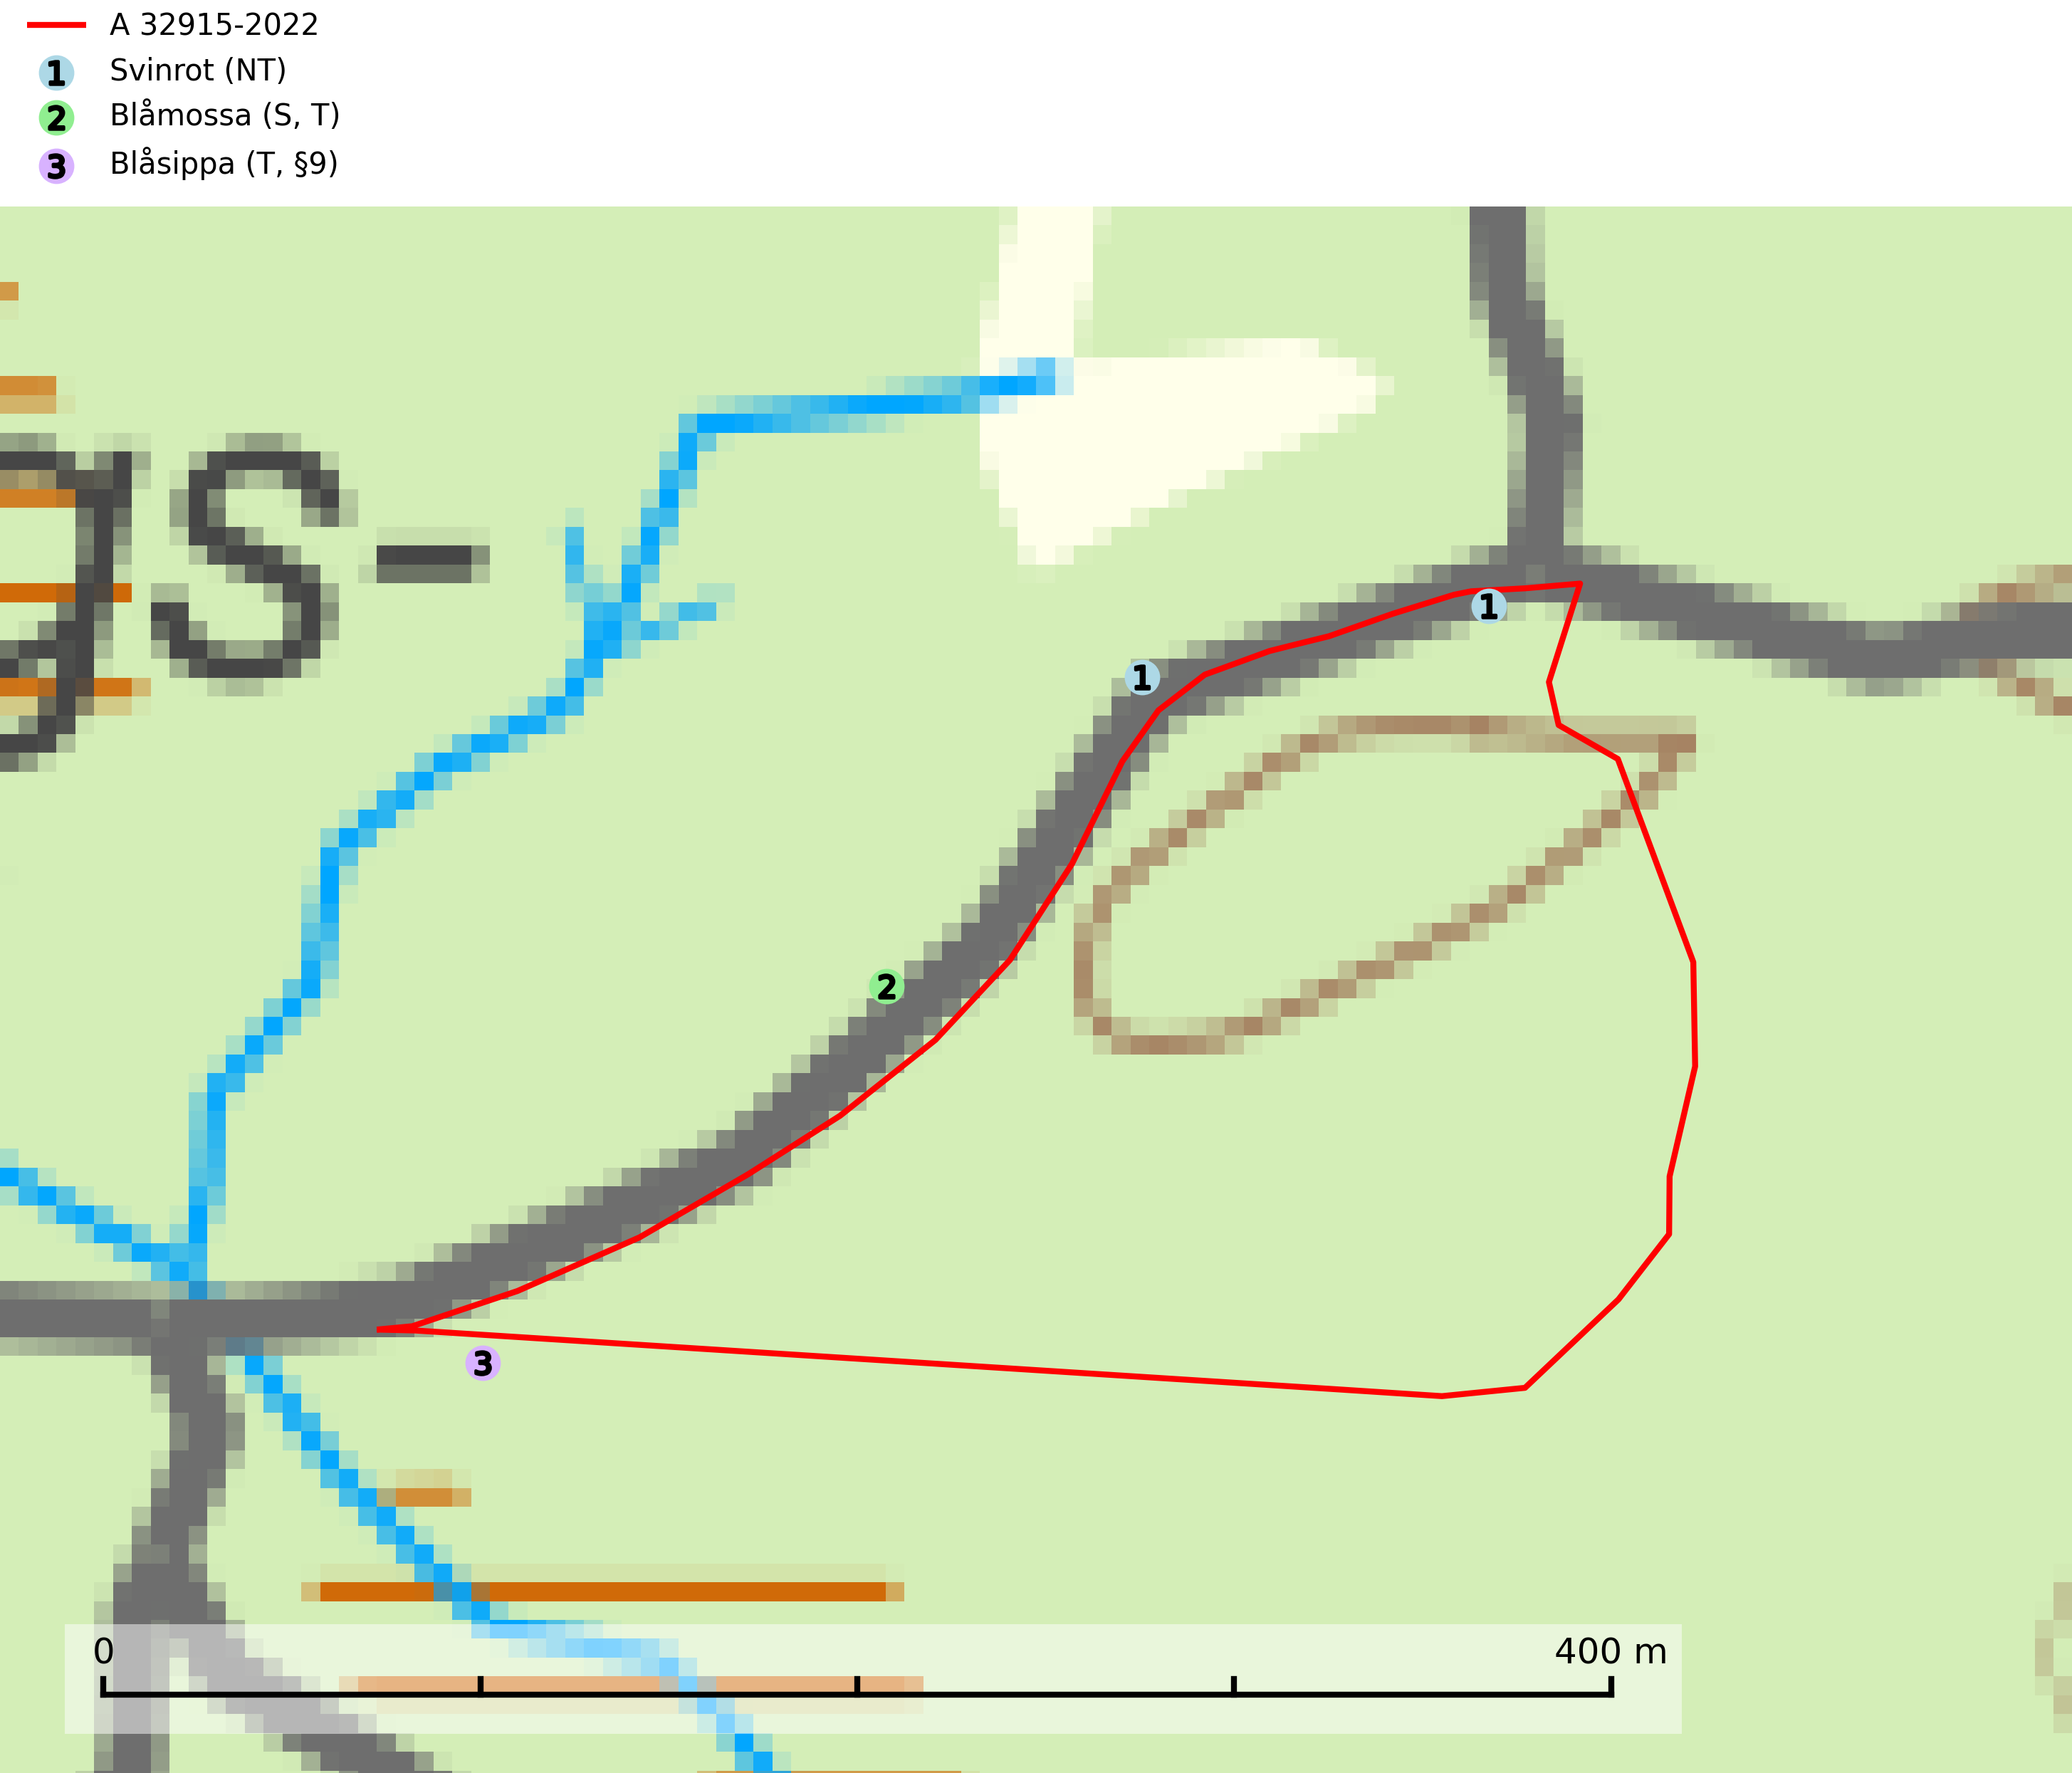 A 32915-2022
1 Svinrot (NT)
2 Blåmossa (S, T)
3 Blåsippa (T, §9)
S-
1
1
2
3
0 400 m